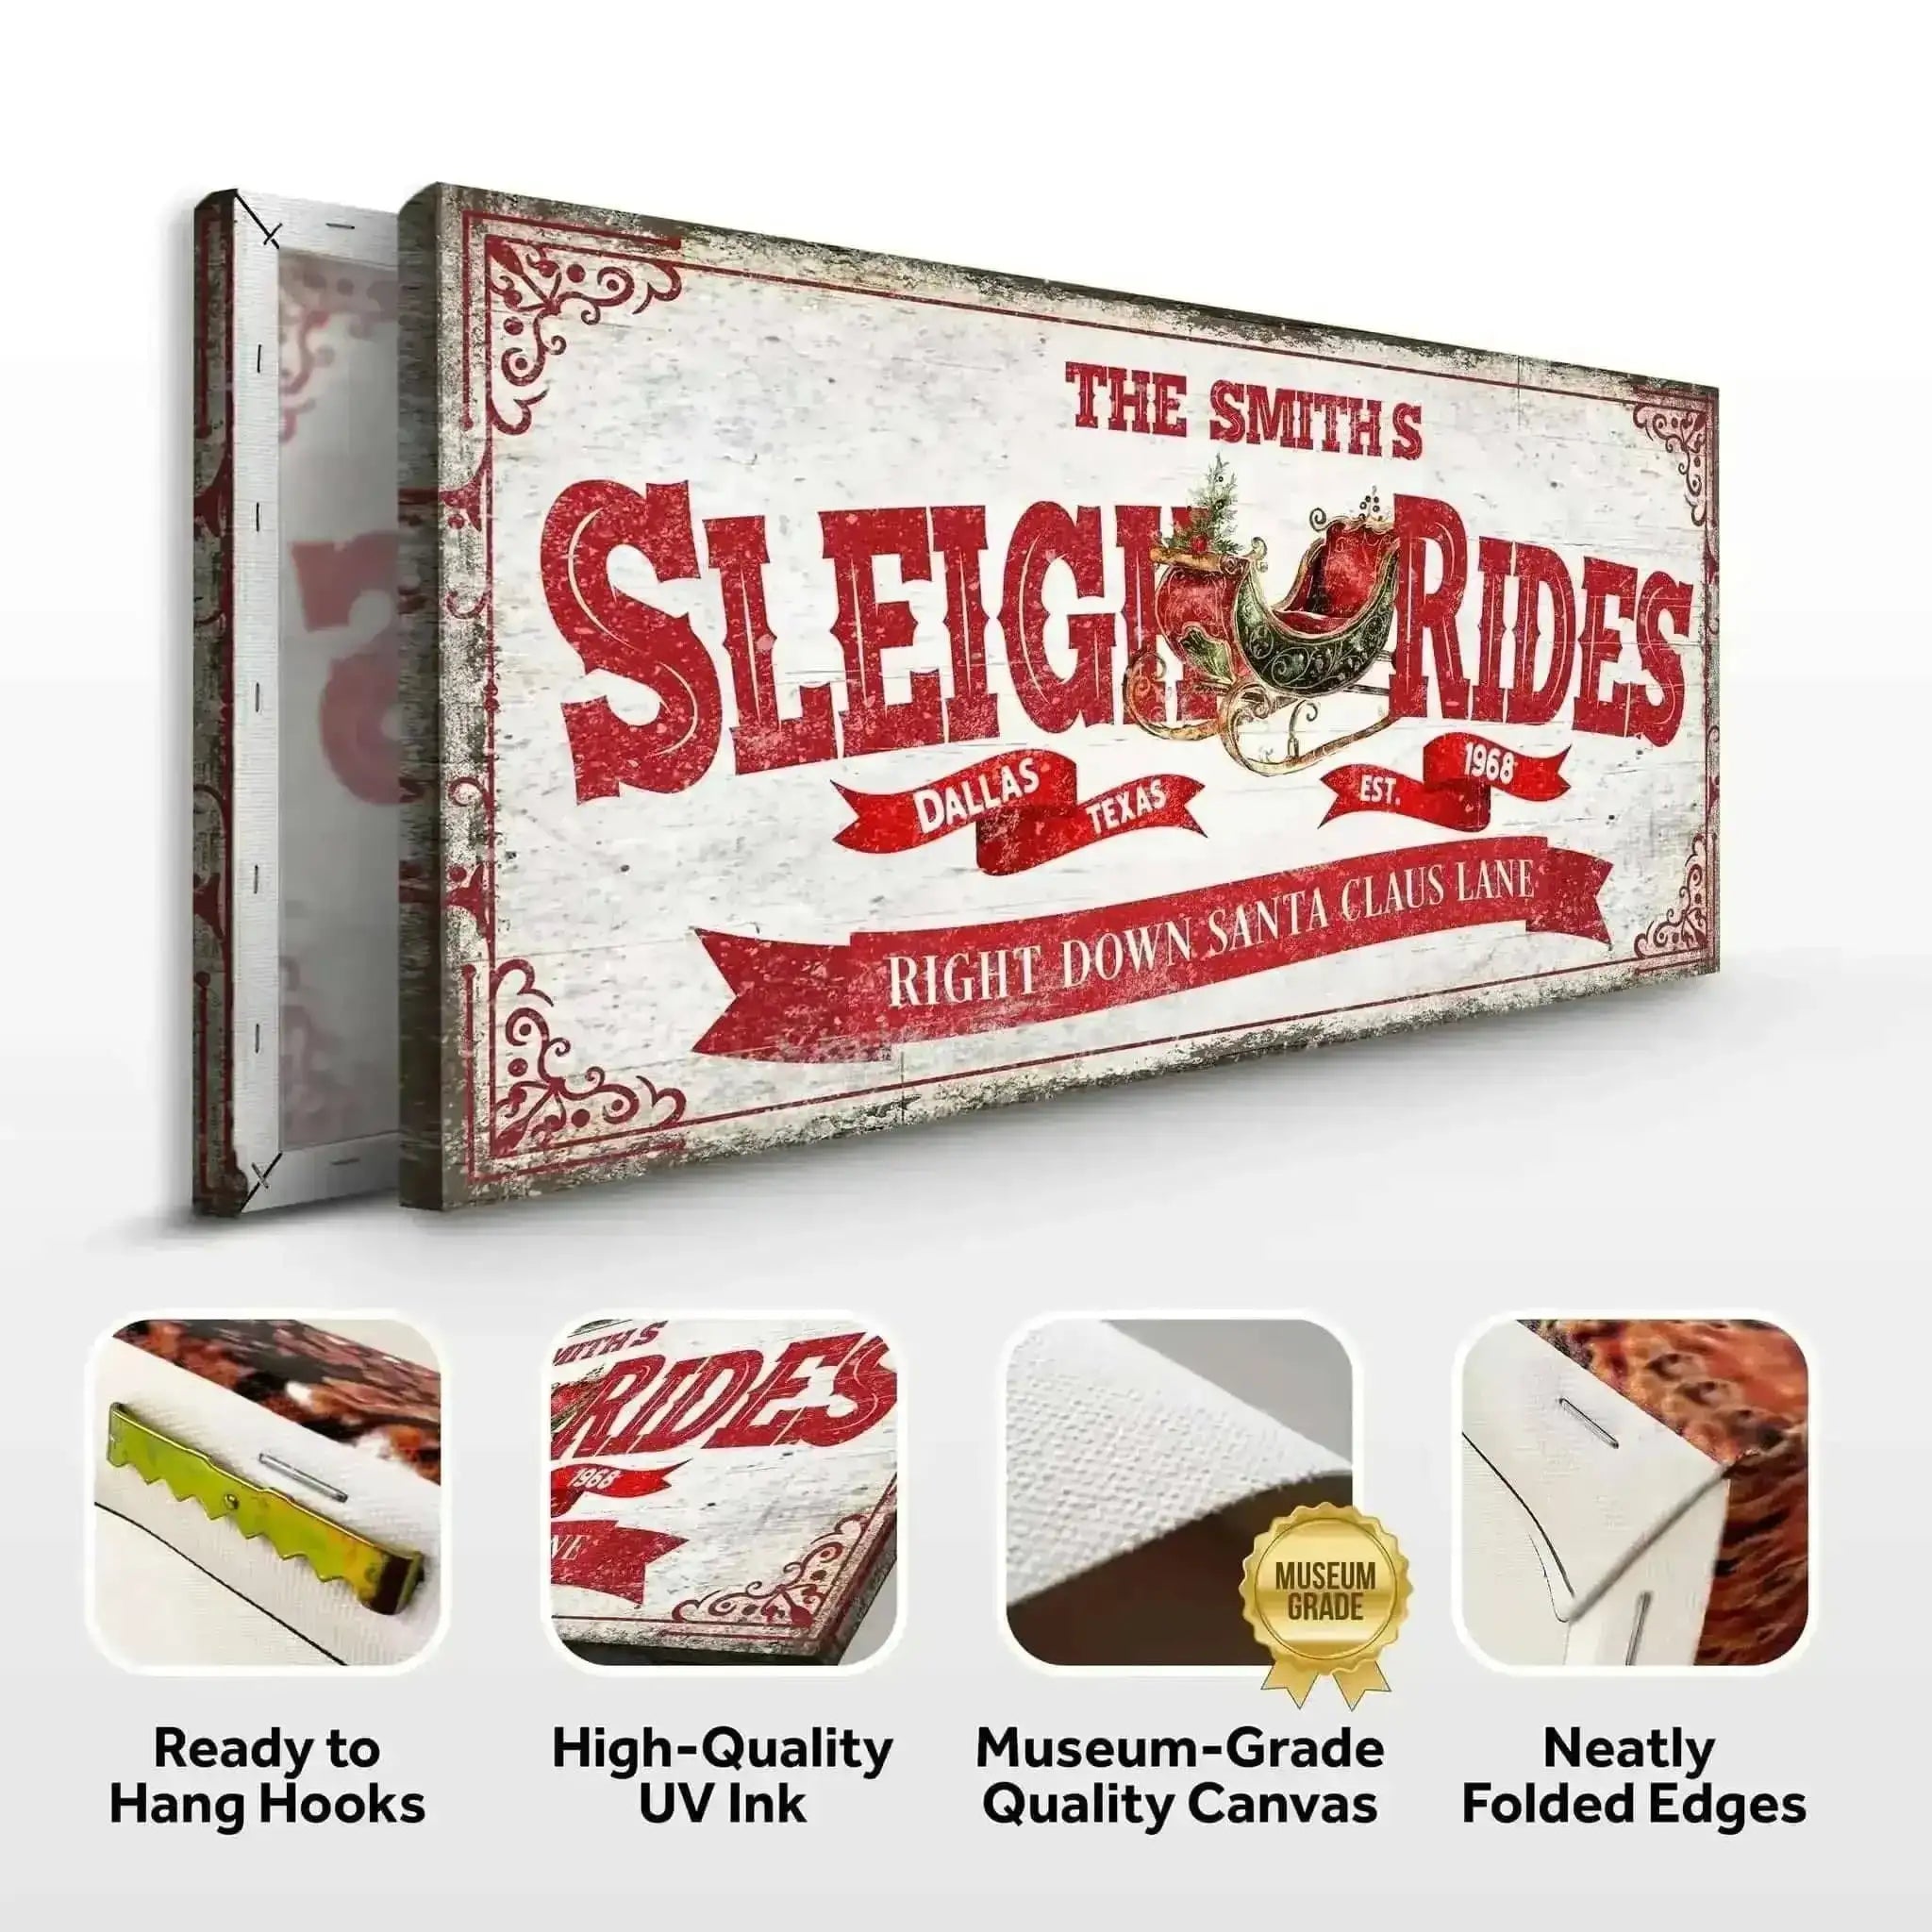 THE SMITH S
SLEIGH RIDES
DALLAS TEXAS
EST. 1968
RIGHT DOWN SANTA CLAUS LANE
MITH S
RIDES
1968
NE
MUSEUM
GRADE
Ready to
Hang Hooks
High-Quality
UV Ink
Museum-Grade
Quality Canvas
Neatly
Folded Edges